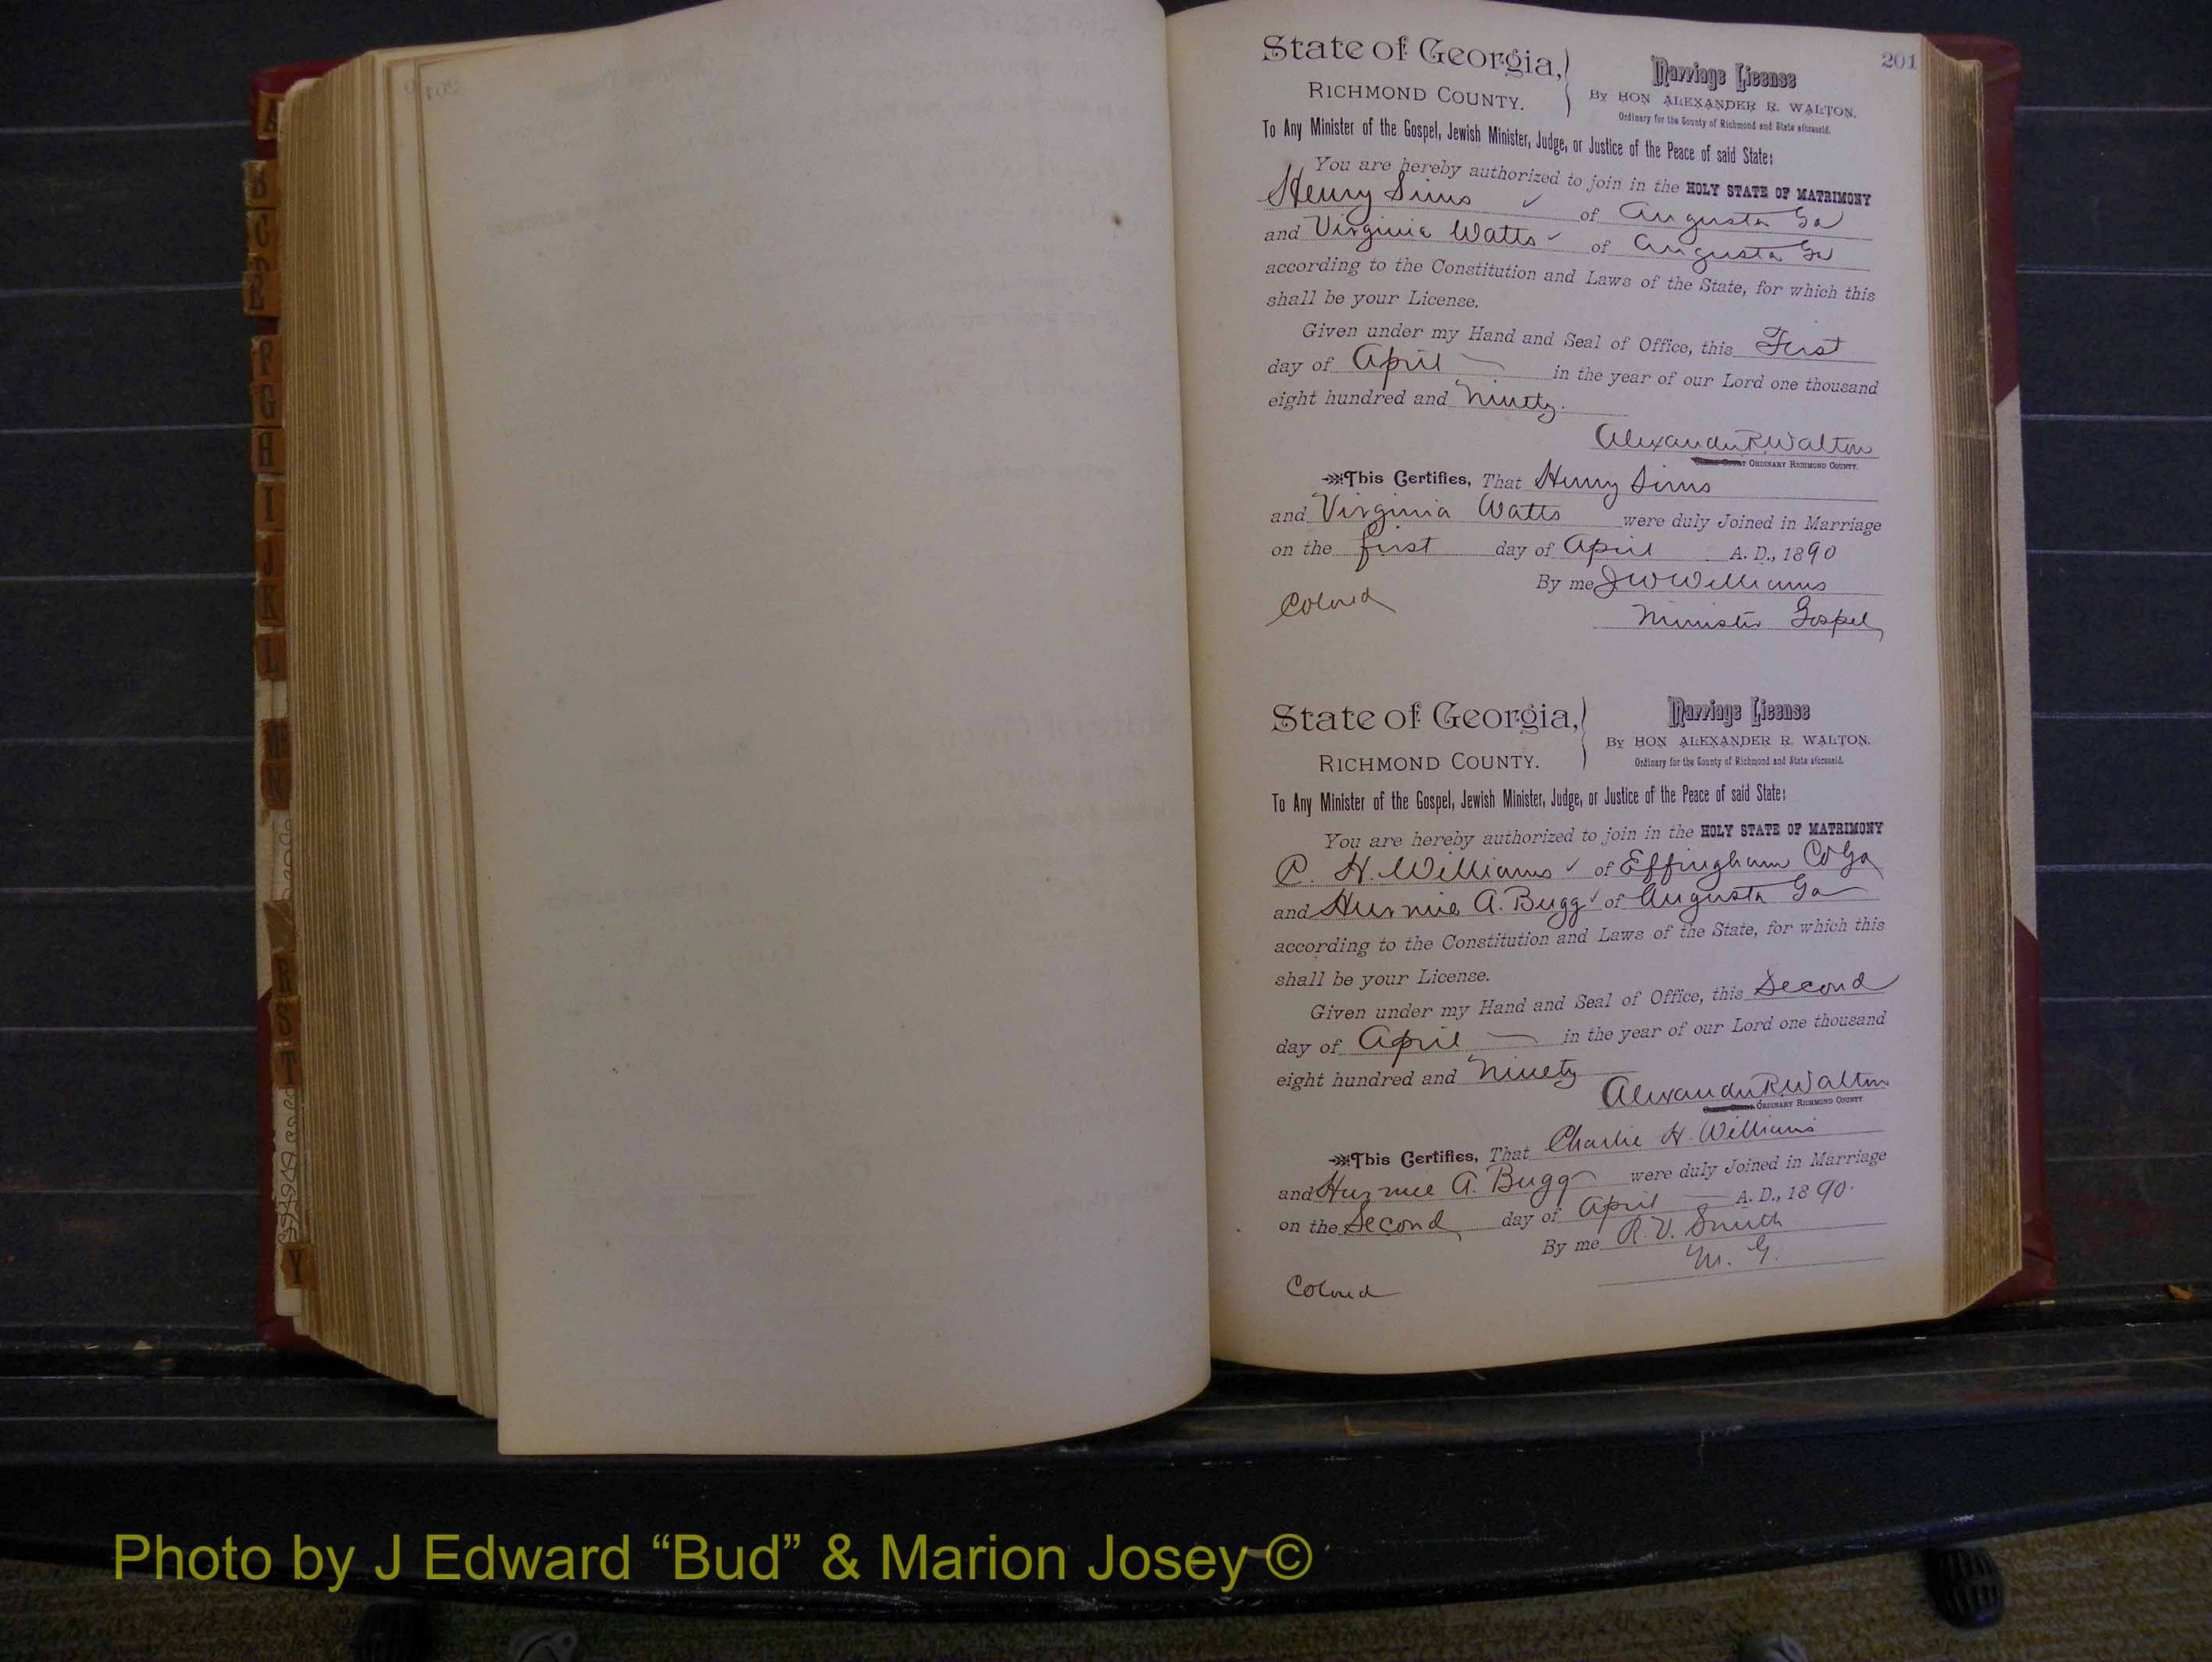 201
State of Georgia,
RICHMOND COUNTY.
Marriage License
By HON ALEXANDER R. WALTON,
Ordinary for the County of Richmond and State aforesaid.
To Any Minister of the Gospel, Jewish Minister, Judge, or Justice of the Peace of said State:
You are hereby authorized to join in the HOLY STATE OF MATRIMONY
Henry Sims of Augusta Ga
and Virginia Watts of Augusta Ga
according to the Constitution and Laws of the State, for which this
shall be your License.
Given under my Hand and Seal of Office, this First
day of April in the year of our Lord one thousand
eight hundred and Ninety.
Alexander R. Walton
ORDINARY RICHMOND COUNTY.
This Certifies, That Henry Sims
and Virginia Watts were duly Joined in Marriage
on the first day of April A. D., 1890
By me J W Williams
Colored
Minister Gospel
State of Georgia,
RICHMOND COUNTY.
Marriage License
By HON ALEXANDER R. WALTON.
Ordinary for the County of Richmond and State aforesaid.
To Any Minister of the Gospel, Jewish Minister, Judge, or Justice of the Peace of said State:
You are hereby authorized to join in the HOLY STATE OF MATRIMONY
C. H. Williams of Effingham Co Ga
and A. Bugg of Augusta Ga
according to the Constitution and Laws of the State, for which this
shall be your License.
Given under my Hand and Seal of Office, this Second
day of April in the year of our Lord one thousand
eight hundred and Ninety
Alexander R. Walton
ORDINARY RICHMOND COUNTY
This Certifies, That Charlie H. Williams
and A. Bugg were duly Joined in Marriage
on the Second day of April A. D., 1890.
By me R. V. Smith
M. G.
Colored
A
B
C
F
G
H
I
J
K
L
N
R
S
T
Y
Photo by J Edward “Bud” & Marion Josey ©